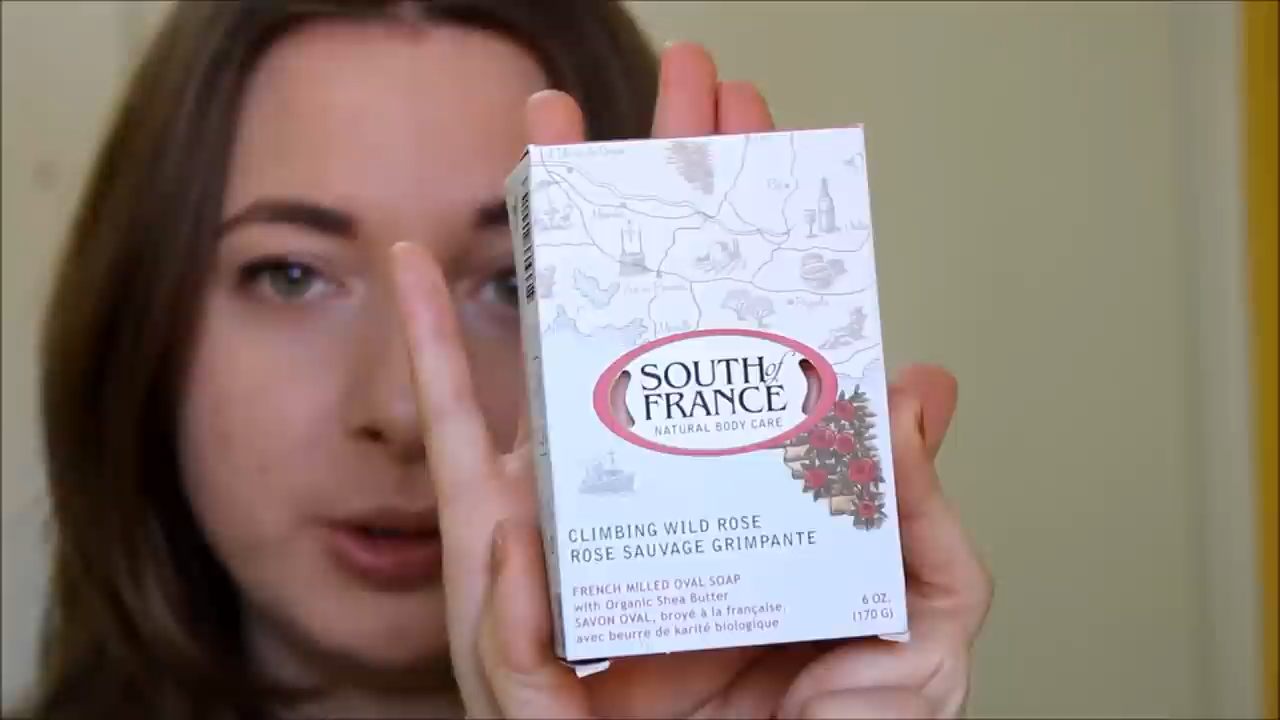 SOUTH of
FRANCE
NATURAL BODY CARE
CLIMBING WILD ROSE
ROSE SAUVAGE GRIMPANTE
FRENCH MILLED OVAL SOAP
with Organic Shea Butter
SAVON OVAL, broyé à la française,
avec beurre de karité biologique
6 OZ.
(170 G)